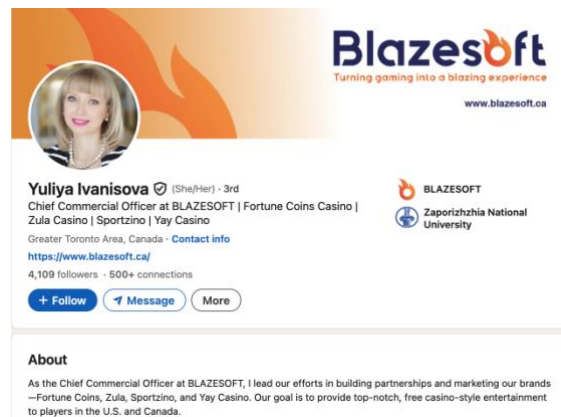 Blazesoft
Turning gaming into a blazing experience
www.blazesoft.ca
Yuliya Ivanisova (She/Her) · 3rd
Chief Commercial Officer at BLAZESOFT | Fortune Coins Casino |
Zula Casino | Sportzino | Yay Casino
Greater Toronto Area, Canada · Contact info
https://www.blazesoft.ca/
4,109 followers · 500+ connections
+ Follow
Message
More
BLAZESOFT
Zaporizhzhia National
University
About
As the Chief Commercial Officer at BLAZESOFT, I lead our efforts in building partnerships and marketing our brands
—Fortune Coins, Zula, Sportzino, and Yay Casino. Our goal is to provide top-notch, free casino-style entertainment
to players in the U.S. and Canada.